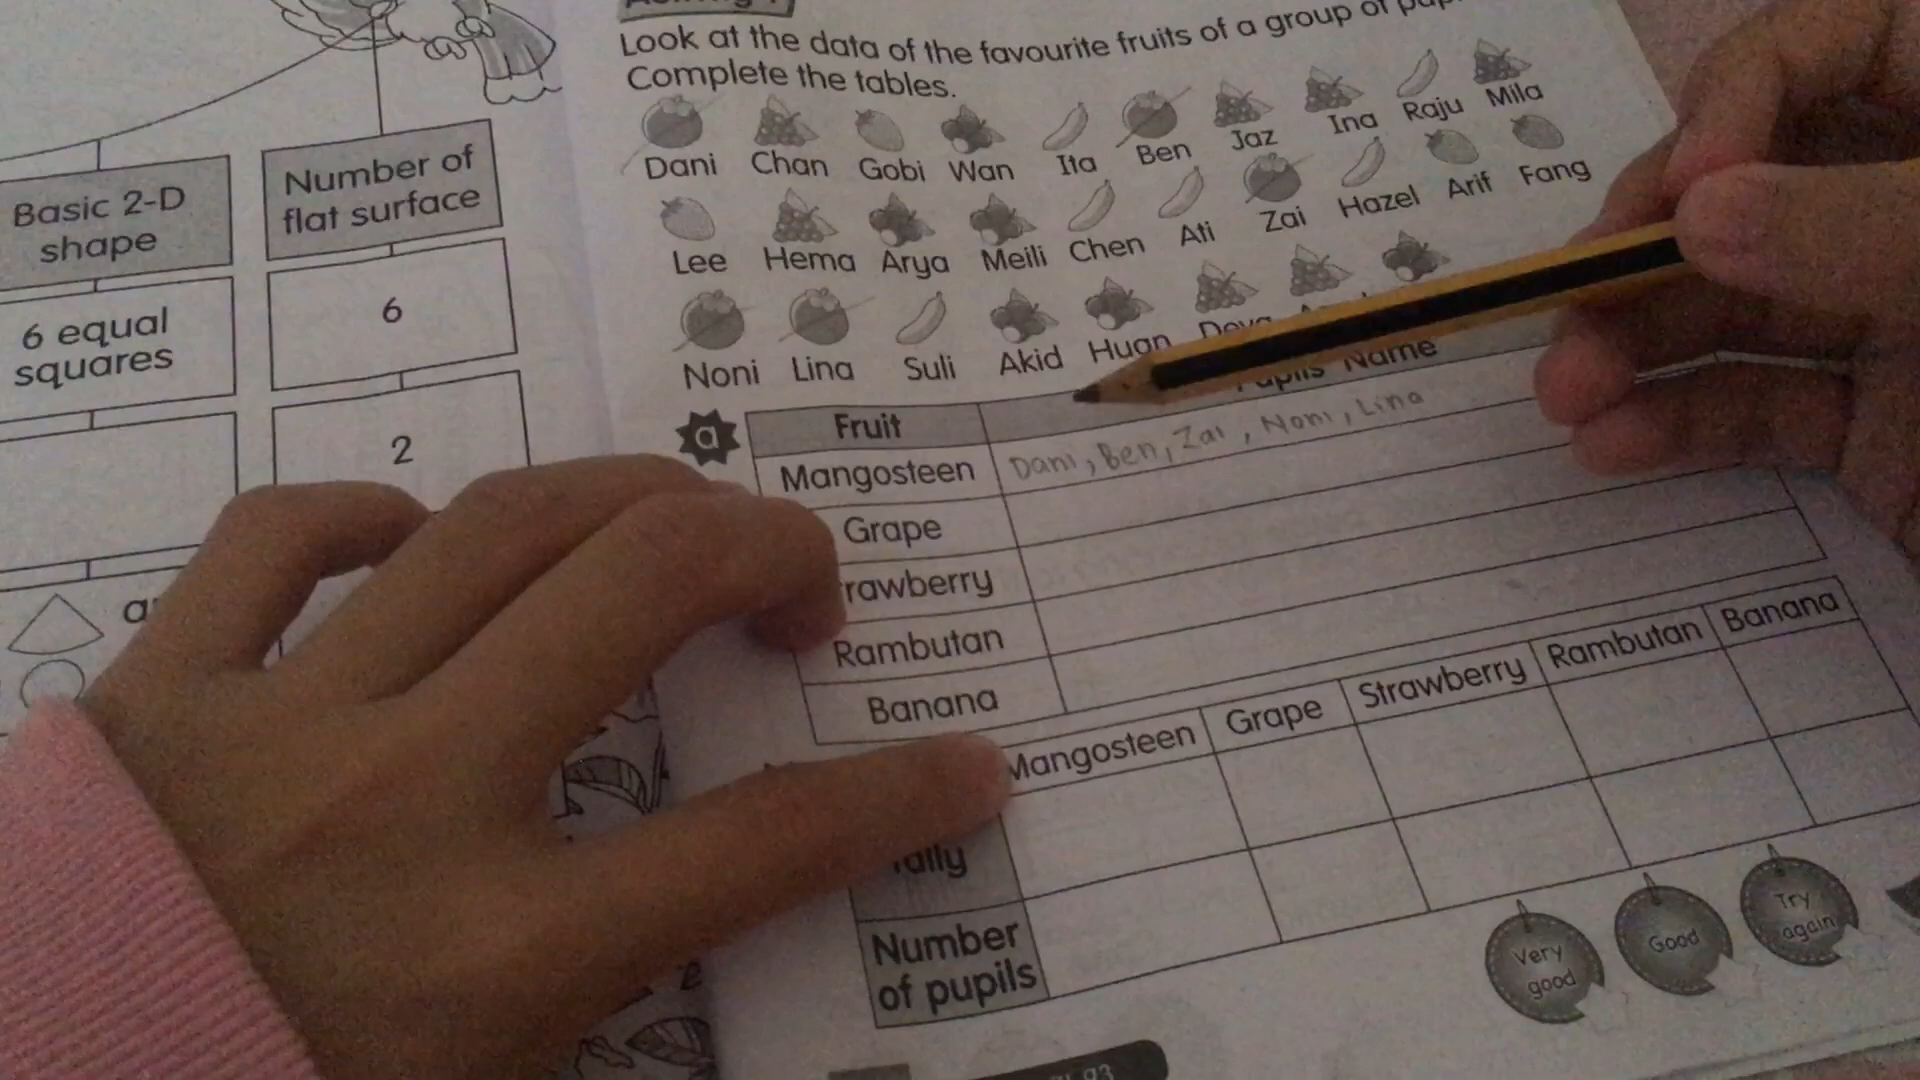 Look at the data of the favourite fruits of a group of
Complete the tables.
Dani Chan Gobi Wan Ita Ben Jaz Ina Raju Mila
Lee Hema Arya Meili Chen Ati Zai Hazel Arif Fang
Noni Lina Suli Akid Huan
Basic 2-D shape
Number of flat surface
6 equal squares
6
2
a
Fruit
Name
Mangosteen Dani, Ben, Zai, Noni, Lina
Grape
rawberry
Rambutan
Banana
Mangosteen Grape Strawberry Rambutan Banana
Number
of pupils
Very good
Good
Try again
93